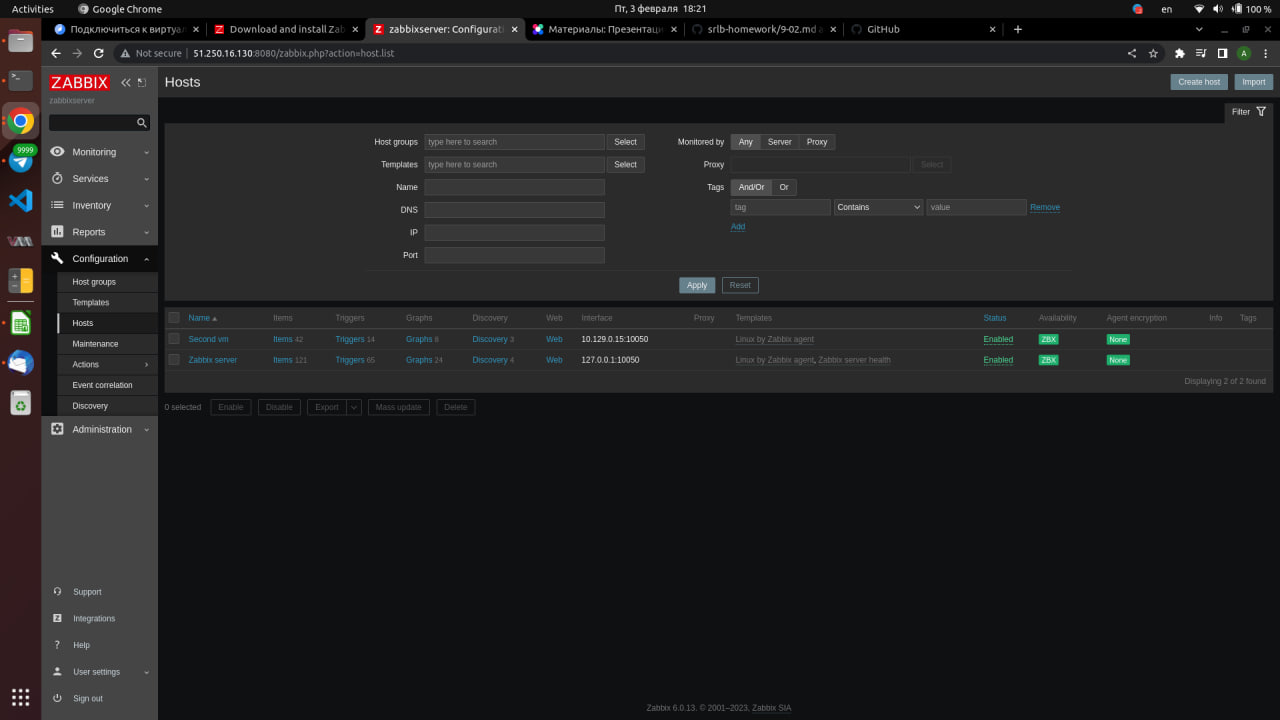 Activities Google Chrome Пт, 3 февраля 18:21 en 100 %
Подключиться к виртуал Download and install Zab zabbixserver: Configurati Материалы: Презентаци srlb-homework/9-02.md a GitHub
Not secure 51.250.16.130:8080/zabbix.php?action=host.list A
ZABBIX
zabbixserver
9999
Monitoring
Services
Inventory
Reports
Configuration
Host groups
Templates
Hosts
Maintenance
Actions
Event correlation
Discovery
Administration
Support
Integrations
Help
User settings
Sign out
Hosts Create host Import
Filter
Host groups type here to search Select Monitored by Any Server Proxy
Templates type here to search Select Proxy Select
Name Tags And/Or Or
DNS tag Contains value Remove
IP Add
Port
Apply Reset
Name Items Triggers Graphs Discovery Web Interface Proxy Templates Status Availability Agent encryption Info Tags
Second vm Items 42 Triggers 14 Graphs 8 Discovery 3 Web 10.129.0.15:10050 Linux by Zabbix agent Enabled ZBX None
Zabbix server Items 121 Triggers 65 Graphs 24 Discovery 4 Web 127.0.0.1:10050 Linux by Zabbix agent, Zabbix server health Enabled ZBX None
Displaying 2 of 2 found
0 selected Enable Disable Export Mass update Delete
Zabbix 6.0.13. © 2001–2023, Zabbix SIA